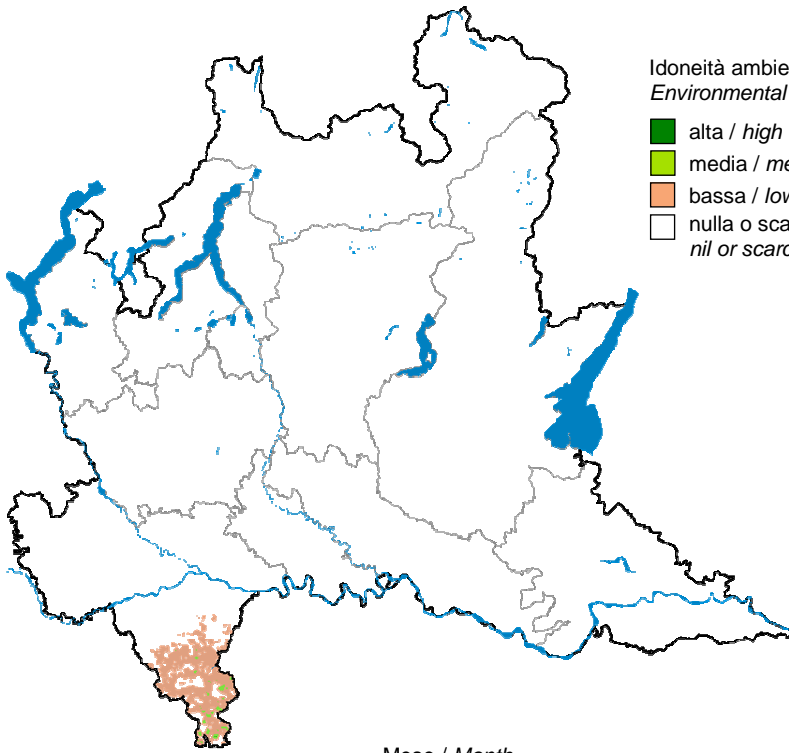 Idoneità ambie
Environmental
alta / high
media / me
bassa / low
nulla o sca
nil or scarc
Mese / Month